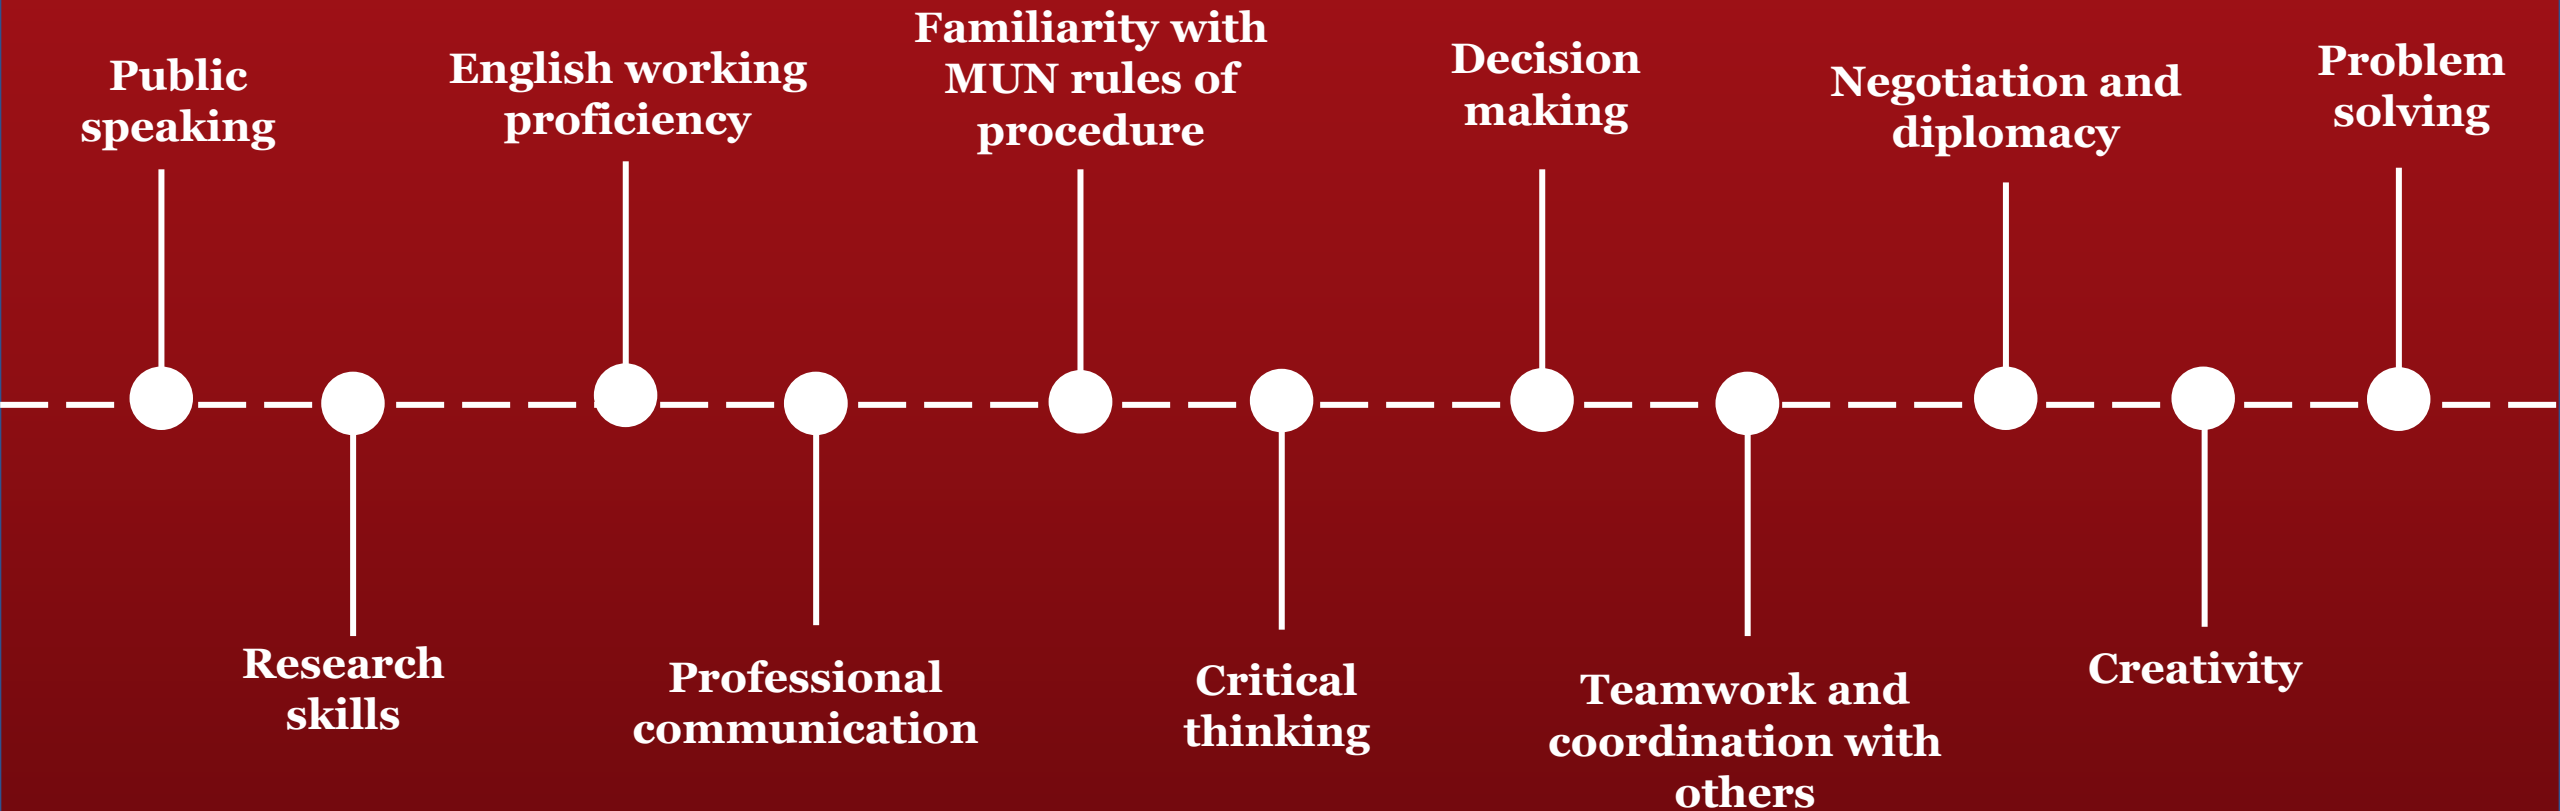 Public
speaking
English working
proficiency
Familiarity with
MUN rules of
procedure
Decision
making
Negotiation and
diplomacy
Problem
solving
Research
skills
Professional
communication
Critical
thinking
Teamwork and
coordination with
others
Creativity